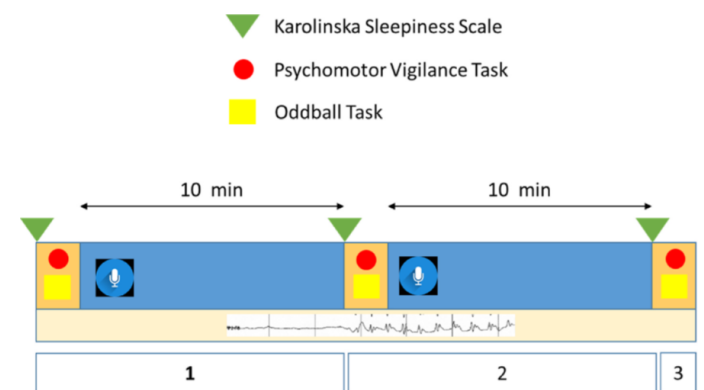 Karolinska Sleepiness Scale
Psychomotor Vigilance Task
Oddball Task
10 min
10 min
1
2
3